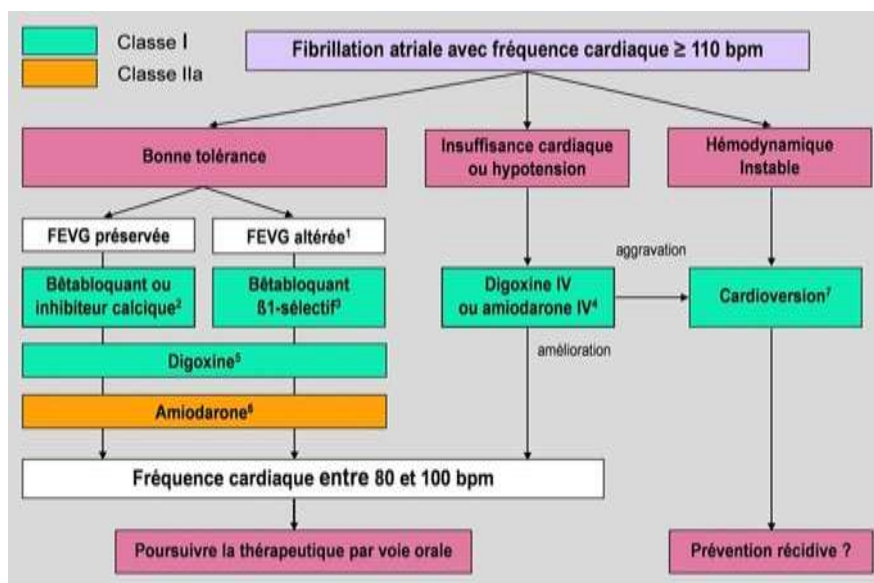 Classe I
Classe IIa
Fibrillation atriale avec fréquence cardiaque ≥ 110 bpm
Bonne tolérance
Insuffisance cardiaque
ou hypotension
Hémodynamique
Instable
FEVG préservée
FEVG altérée¹
aggravation
Bêtabloquant ou
inhibiteur calcique²
Bêtabloquant
ß1-sélectif³
Digoxine IV
ou amiodarone IV⁴
Cardioversion⁷
Digoxine⁵
amélioration
Amiodarone⁶
Fréquence cardiaque entre 80 et 100 bpm
Poursuivre la thérapeutique par voie orale
Prévention récidive ?